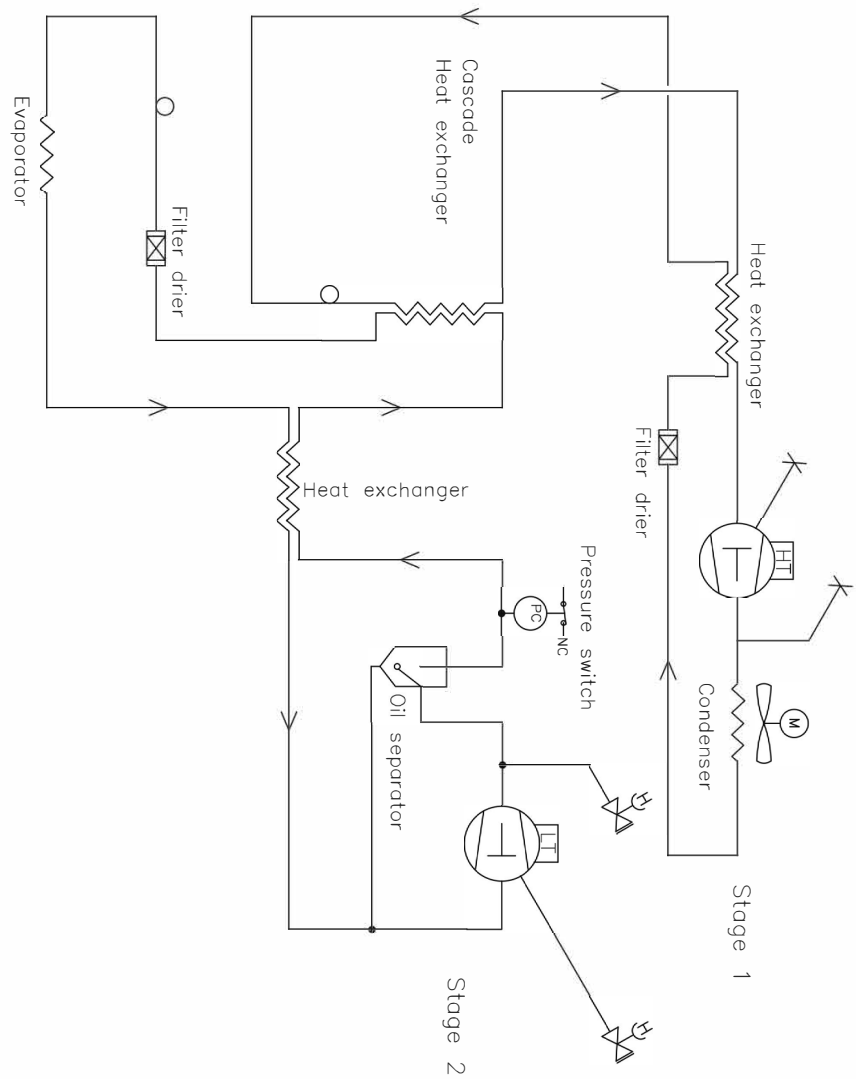 Stage 1
Condenser
M
HT
Heat exchanger
Filter drier
Cascade
Heat exchanger
Stage 2
LT
Pressure switch
PC
NC
Oil separator
Heat exchanger
Filter drier
Evaporator